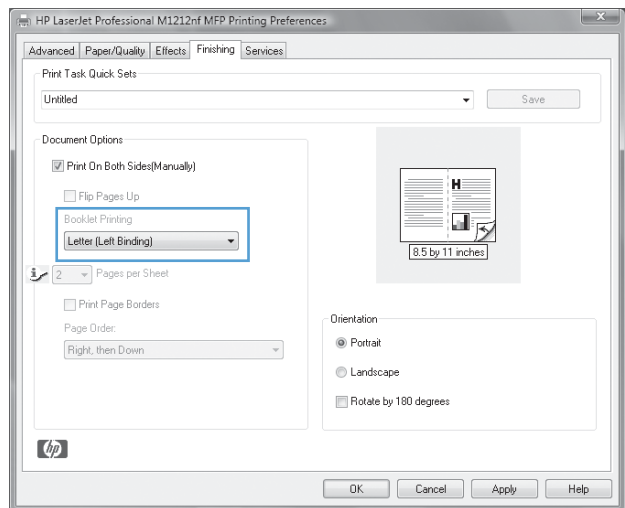 HP LaserJet Professional M1212nf MFP Printing Preferences
X
Advanced Paper/Quality Effects Finishing Services
Print Task Quick Sets
Untitled
Save
Document Options
Print On Both Sides(Manually)
Flip Pages Up
Booklet Printing
Letter (Left Binding)
2 Pages per Sheet
Print Page Borders
Page Order:
Right, then Down
H
8.5 by 11 inches
Orientation
Portrait
Landscape
Rotate by 180 degrees
hp
OK Cancel Apply Help